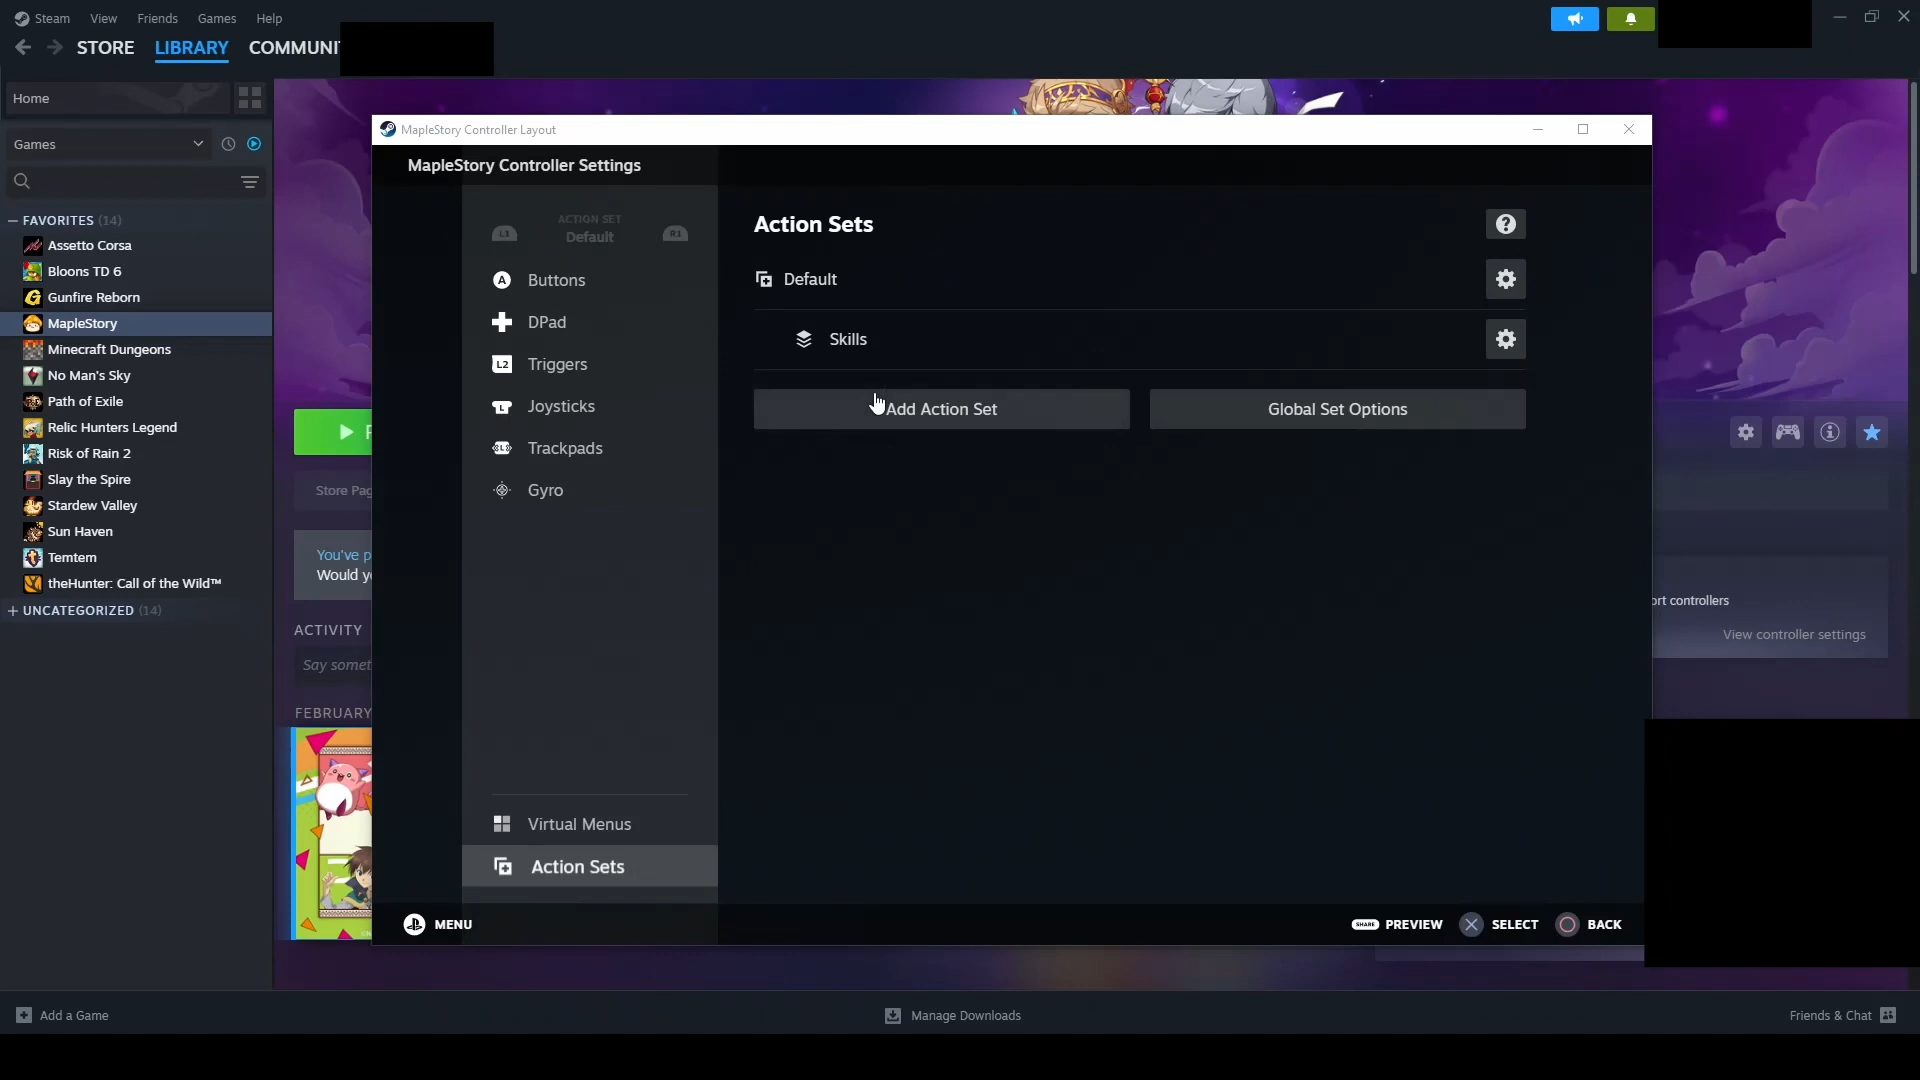 Steam View Friends Games Help
STORE LIBRARY COMMUNI
Home
Games
FAVORITES (14)
Assetto Corsa
Bloons TD 6
Gunfire Reborn
MapleStory
Minecraft Dungeons
No Man's Sky
Path of Exile
Relic Hunters Legend
Risk of Rain 2
Slay the Spire
Stardew Valley
Sun Haven
Temtem
theHunter: Call of the Wild™
+ UNCATEGORIZED (14)
Store Pag
You've p
Would y
ACTIVITY
Say somet
FEBRUARY
MapleStory Controller Layout
MapleStory Controller Settings
L1 ACTION SET R1
Default
A Buttons
DPad
L2 Triggers
L Joysticks
Trackpads
Gyro
Virtual Menus
Action Sets
Action Sets ?
Default
Skills
Add Action Set Global Set Options
MENU
SHARE PREVIEW SELECT BACK
ort controllers
View controller settings
Add a Game Manage Downloads Friends & Chat